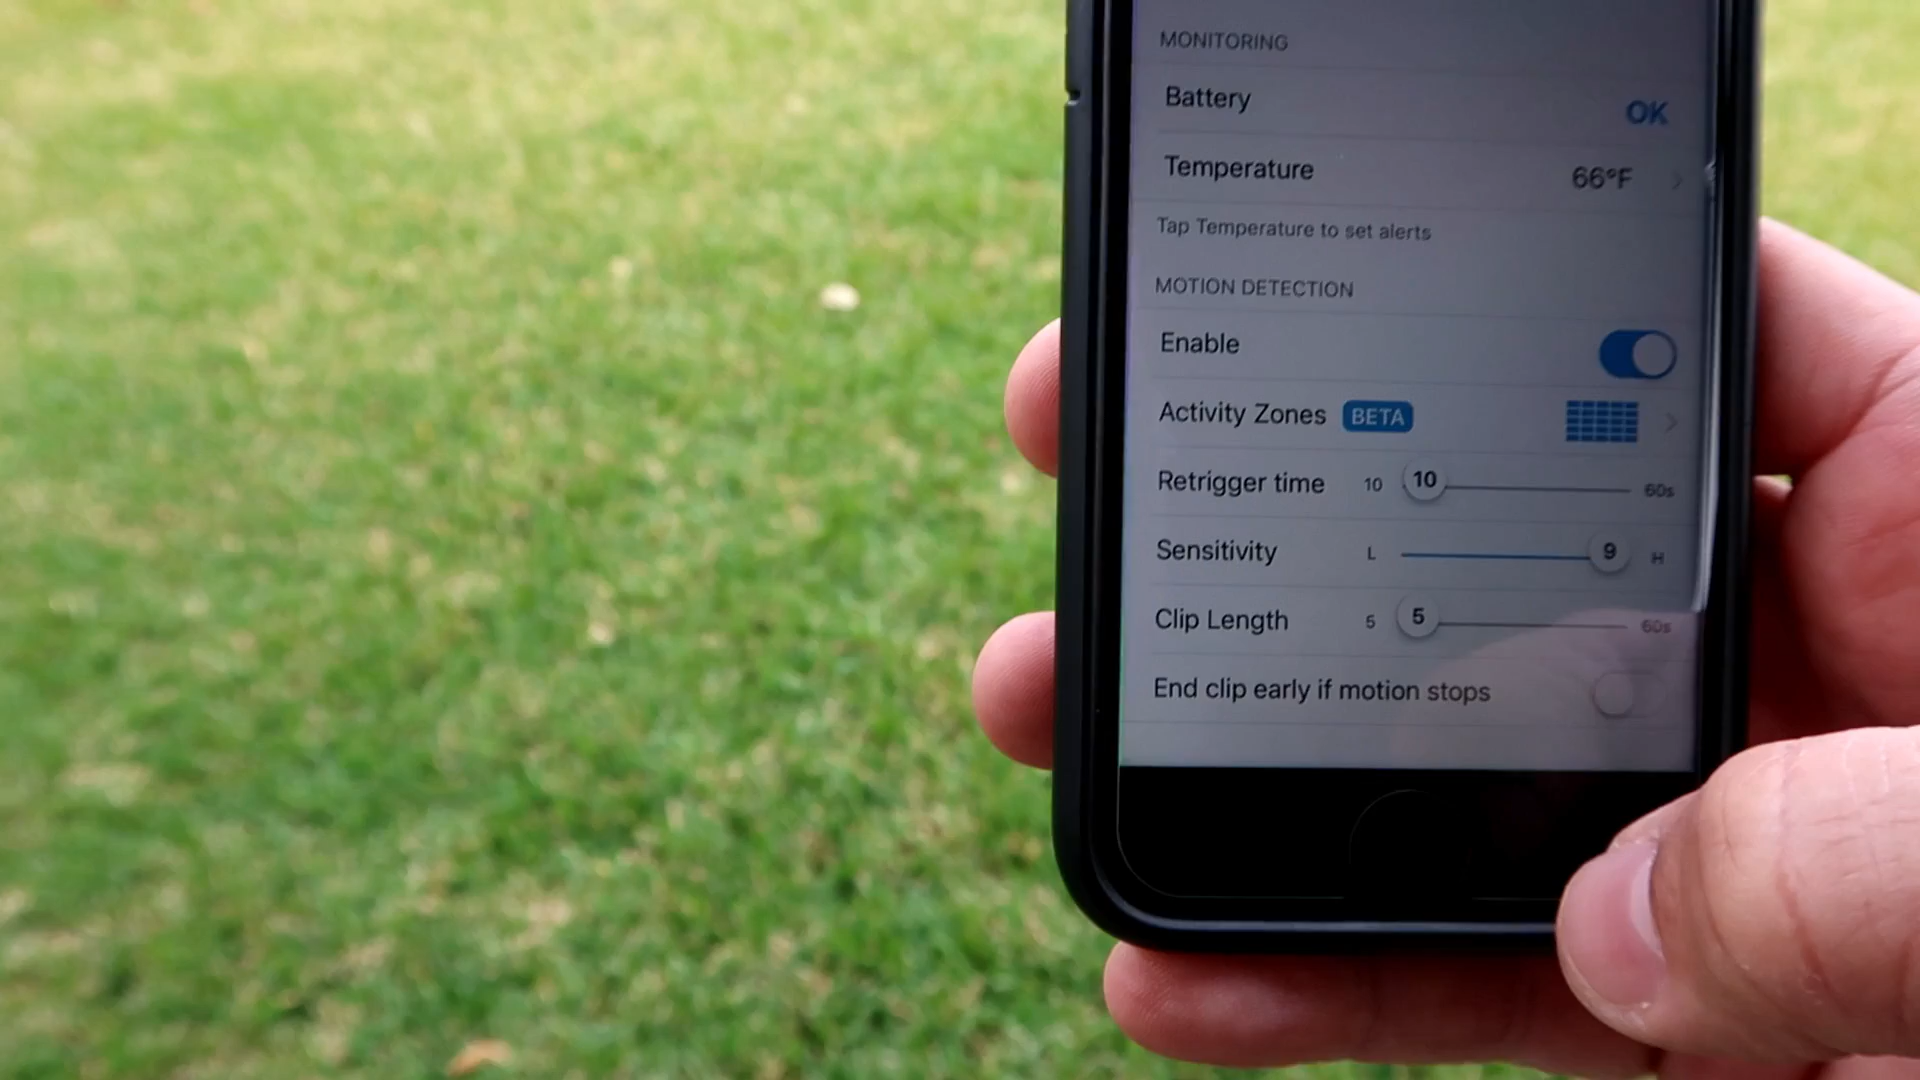 MONITORING
Battery OK
Temperature 66°F
Tap Temperature to set alerts
MOTION DETECTION
Enable
Activity Zones BETA
Retrigger time 10 10 60s
Sensitivity L 9 H
Clip Length 5 5 60s
End clip early if motion stops